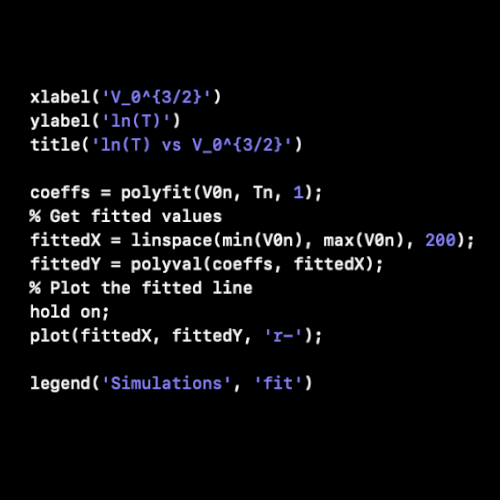 xlabel('V_0^{3/2}')
ylabel('ln(T)')
title('ln(T) vs V_0^{3/2}')
coeffs = polyfit(V0n, Tn, 1);
% Get fitted values
fittedX = linspace(min(V0n), max(V0n), 200);
fittedY = polyval(coeffs, fittedX);
% Plot the fitted line
hold on;
plot(fittedX, fittedY, 'r-');
legend('Simulations', 'fit')